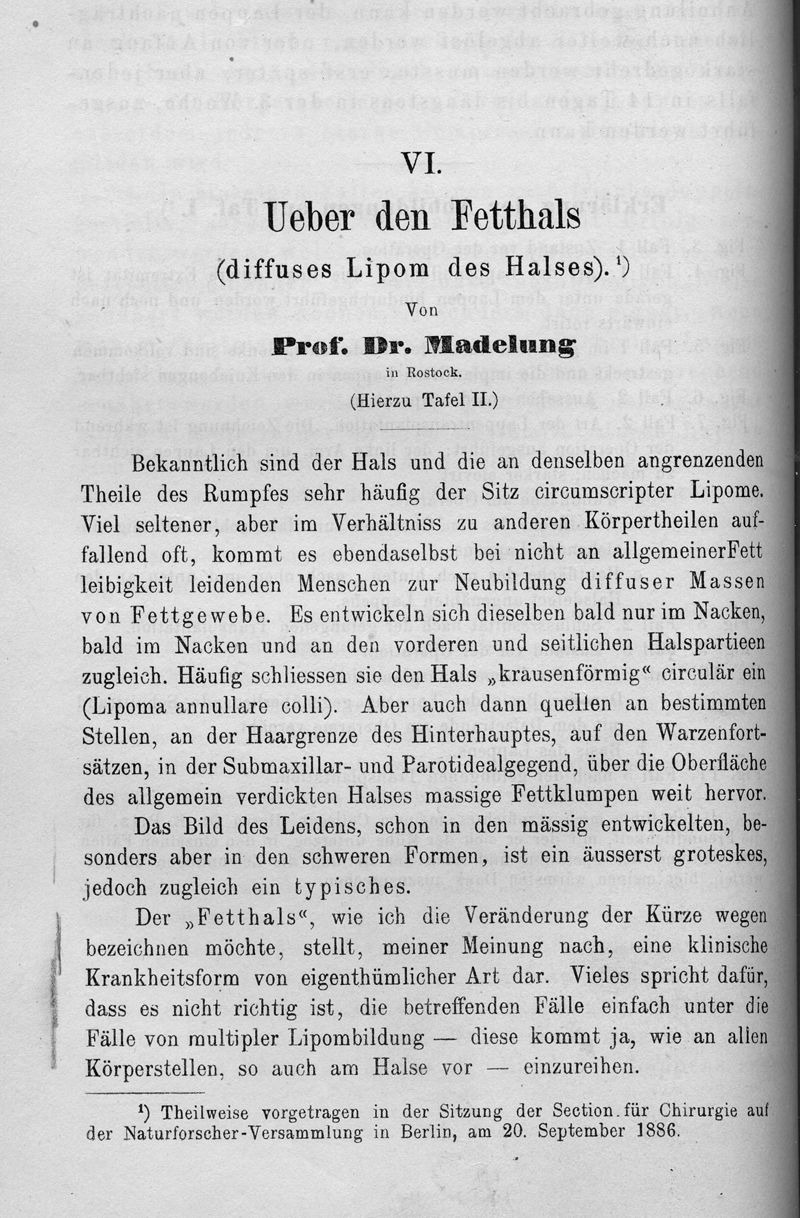 VI.
Ueber den Fetthals
(diffuses Lipom des Halses).¹)
Von
Prof. Dr. Madelung
in Rostock.
(Hierzu Tafel II.)
Bekanntlich sind der Hals und die an denselben angrenzenden
Theile des Rumpfes sehr häufig der Sitz circumscripter Lipome.
Viel seltener, aber im Verhältniss zu anderen Körpertheilen auf-
fallend oft, kommt es ebendaselbst bei nicht an allgemeinerFett
leibigkeit leidenden Menschen zur Neubildung diffuser Massen
von Fettgewebe. Es entwickeln sich dieselben bald nur im Nacken,
bald im Nacken und an den vorderen und seitlichen Halspartieen
zugleich. Häufig schliessen sie den Hals „krausenförmig“ circulär ein
(Lipoma annullare colli). Aber auch dann quellen an bestimmten
Stellen, an der Haargrenze des Hinterhauptes, auf den Warzenfort-
sätzen, in der Submaxillar- und Parotidealgegend, über die Oberfläche
des allgemein verdickten Halses massige Fettklumpen weit hervor.
Das Bild des Leidens, schon in den mässig entwickelten, be-
sonders aber in den schweren Formen, ist ein äusserst groteskes,
jedoch zugleich ein typisches.
Der „Fetthals“, wie ich die Veränderung der Kürze wegen
bezeichnen möchte, stellt, meiner Meinung nach, eine klinische
Krankheitsform von eigenthümlicher Art dar. Vieles spricht dafür,
dass es nicht richtig ist, die betreffenden Fälle einfach unter die
Fälle von multipler Lipombildung — diese kommt ja, wie an allen
Körperstellen, so auch am Halse vor — einzureihen.
¹) Theilweise vorgetragen in der Sitzung der Section für Chirurgie auf
der Naturforscher-Versammlung in Berlin, am 20. September 1886.